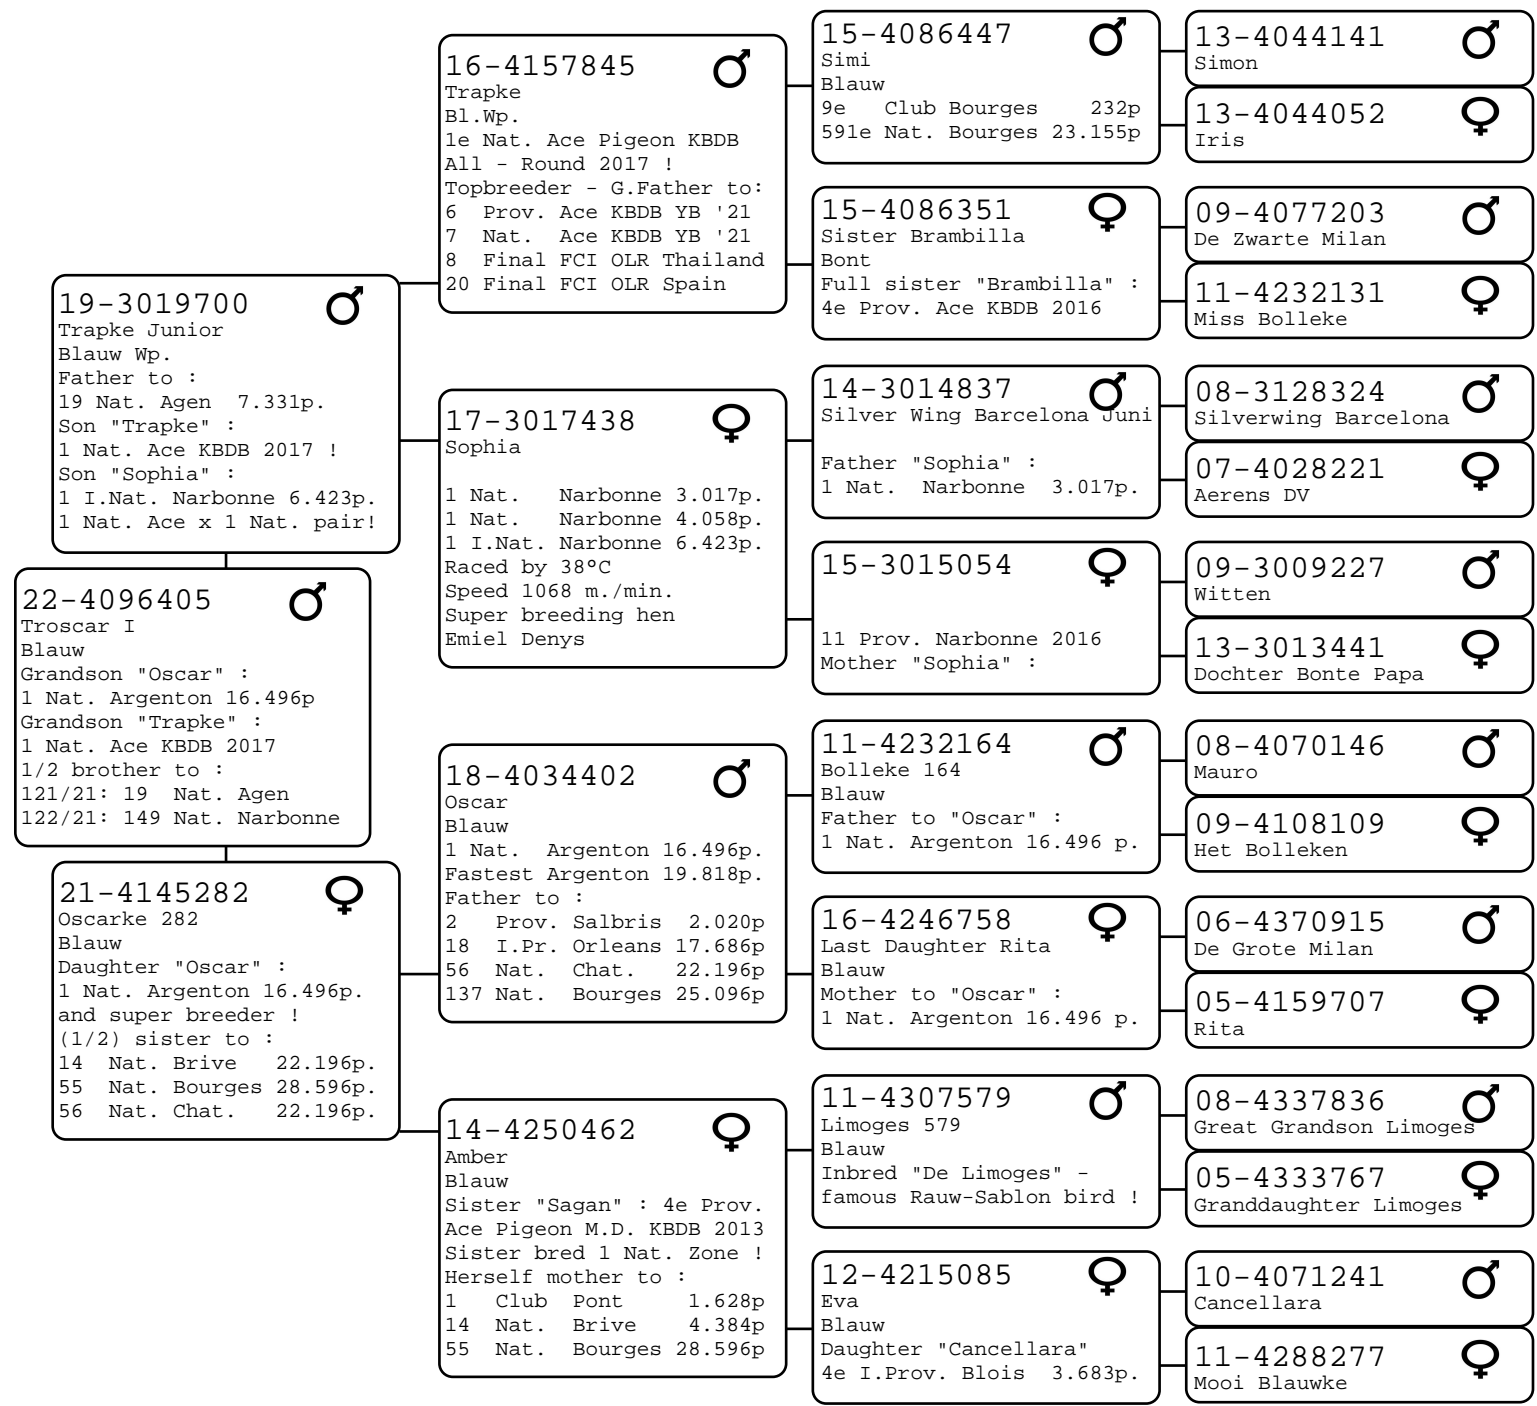 22-4096405
Troscar I
Blauw
Grandson "Oscar" :
1 Nat. Argenton 16.496p
Grandson "Trapke" :
1 Nat. Ace KBDB 2017
1/2 brother to :
121/21: 19  Nat. Agen
122/21: 149 Nat. Narbonne
19-3019700
Trapke Junior
Blauw Wp.
Father to :
19 Nat. Agen  7.331p.
Son "Trapke" :
1 Nat. Ace KBDB 2017 !
Son "Sophia" :
1 I.Nat. Narbonne 6.423p.
1 Nat. Ace x 1 Nat. pair!
21-4145282
Oscarke 282
Blauw
Daughter "Oscar" :
1 Nat. Argenton 16.496p.
and super breeder !
(1/2) sister to :
14  Nat. Brive   22.196p.
55  Nat. Bourges 28.596p.
56  Nat. Chat.   22.196p.
16-4157845
Trapke
Bl.Wp.
1e Nat. Ace Pigeon KBDB
All - Round 2017 !
Topbreeder - G.Father to:
6  Prov. Ace KBDB YB '21
7  Nat.  Ace KBDB YB '21
8  Final FCI OLR Thailand
20 Final FCI OLR Spain
17-3017438
Sophia
1 Nat.   Narbonne 3.017p.
1 Nat.   Narbonne 4.058p.
1 I.Nat. Narbonne 6.423p.
Raced by 38ºC
Speed 1068 m./min.
Super breeding hen
Emiel Denys
18-4034402
Oscar
Blauw
1 Nat.  Argenton 16.496p.
Fastest Argenton 19.818p.
Father to :
2   Prov. Salbris  2.020p
18  I.Pr. Orleans 17.686p
56  Nat.  Chat.   22.196p
137 Nat.  Bourges 25.096p
14-4250462
Amber
Blauw
Sister "Sagan" : 4e Prov.
Ace Pigeon M.D. KBDB 2013
Sister bred 1 Nat. Zone !
Herself mother to :
1   Club  Pont     1.628p
14  Nat.  Brive    4.384p
55  Nat.  Bourges 28.596p
15-4086447
Simi
Blauw
9e   Club Bourges    232p
591e Nat. Bourges 23.155p
15-4086351
Sister Brambilla
Bont
Full sister "Brambilla" :
4e Prov. Ace KBDB 2016
14-3014837
Silver Wing Barcelona Juni
Father "Sophia" :
1 Nat.  Narbonne  3.017p.
15-3015054
11 Prov. Narbonne 2016
Mother "Sophia" :
11-4232164
Bolleke 164
Blauw
Father to "Oscar" :
1 Nat. Argenton 16.496 p.
16-4246758
Last Daughter Rita
Blauw
Mother to "Oscar" :
1 Nat. Argenton 16.496 p.
11-4307579
Limoges 579
Blauw
Inbred "De Limoges" -
famous Rauw-Sablon bird !
12-4215085
Eva
Blauw
Daughter "Cancellara"
4e I.Prov. Blois  3.683p.
13-4044141
Simon
13-4044052
Iris
09-4077203
De Zwarte Milan
11-4232131
Miss Bolleke
08-3128324
Silverwing Barcelona
07-4028221
Aerens DV
09-3009227
Witten
13-3013441
Dochter Bonte Papa
08-4070146
Mauro
09-4108109
Het Bolleken
06-4370915
De Grote Milan
05-4159707
Rita
08-4337836
Great Grandson Limoges
05-4333767
Granddaughter Limoges
10-4071241
Cancellara
11-4288277
Mooi Blauwke